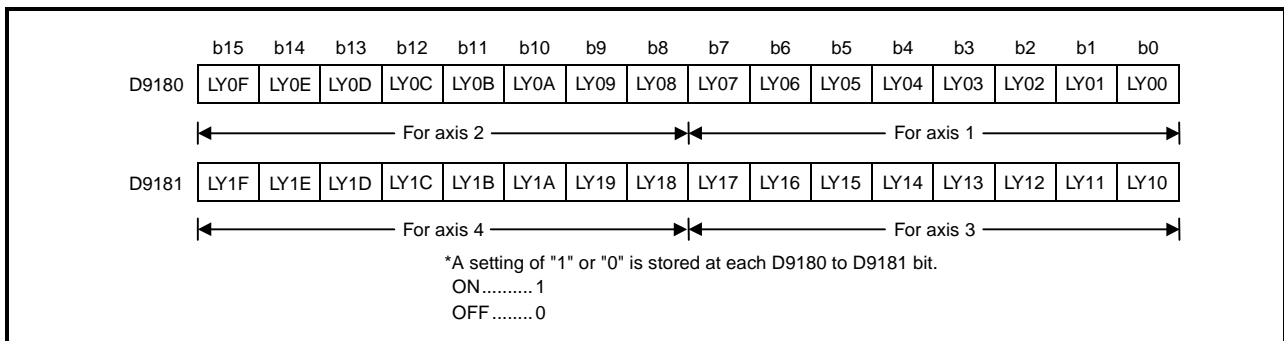 b15 b14 b13 b12 b11 b10 b9 b8 b7 b6 b5 b4 b3 b2 b1 b0
D9180 LY0F LY0E LY0D LY0C LY0B LY0A LY09 LY08 LY07 LY06 LY05 LY04 LY03 LY02 LY01 LY00
For axis 2 For axis 1
D9181 LY1F LY1E LY1D LY1C LY1B LY1A LY19 LY18 LY17 LY16 LY15 LY14 LY13 LY12 LY11 LY10
For axis 4 For axis 3
*A setting of "1" or "0" is stored at each D9180 to D9181 bit.
ON..........1
OFF........0